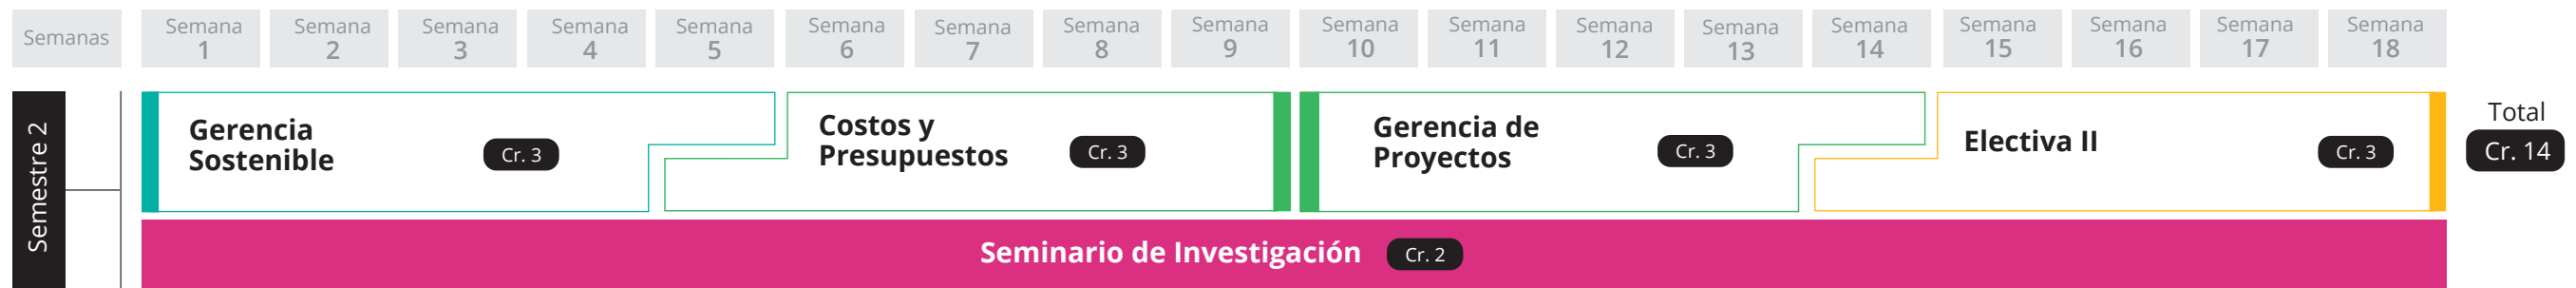 Semanas
Semana
1
Semana
2
Semana
3
Semana
4
Semana
5
Semana
6
Semana
7
Semana
8
Semana
9
Semana
10
Semana
11
Semana
12
Semana
13
Semana
14
Semana
15
Semana
16
Semana
17
Semana
18
Semestre 2
Gerencia
Sostenible
Cr. 3
Costos y
Presupuestos
Cr. 3
Gerencia de
Proyectos
Cr. 3
Electiva II
Cr. 3
Total
Cr. 14
Seminario de Investigación
Cr. 2